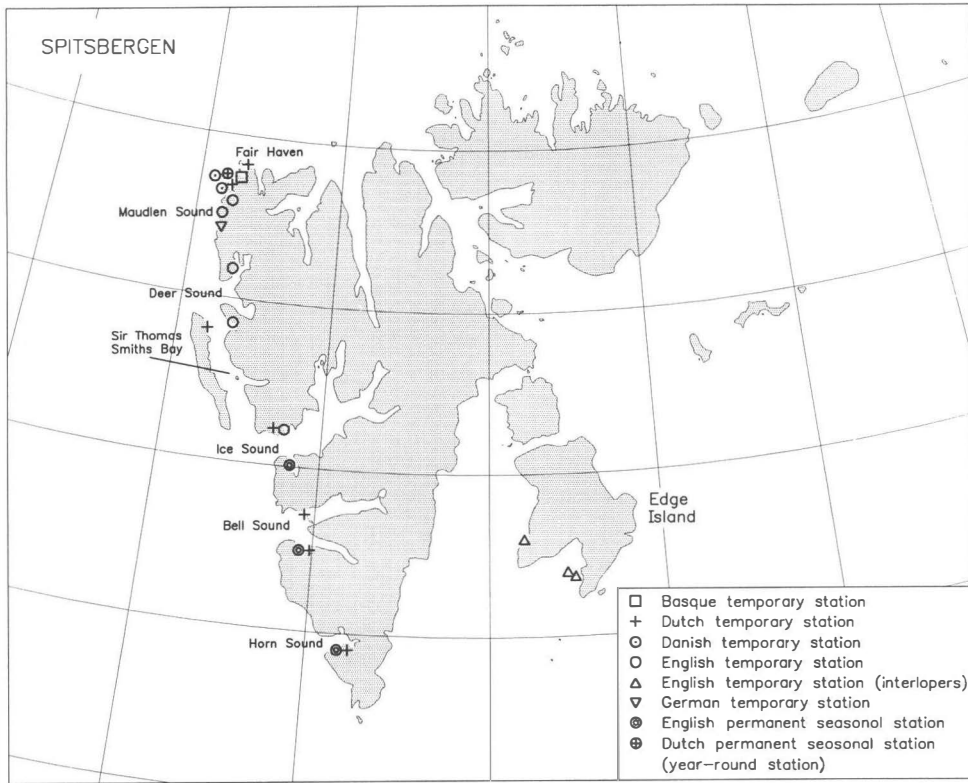 SPITSBERGEN
Fair Haven
Maudlen Sound
Deer Sound
Sir Thomas
Smiths Bay
Ice Sound
Bell Sound
Horn Sound
Edge
Island
Basque temporary station
Dutch temporary station
Danish temporary station
English temporary station
English temporary station (interlopers)
German temporary station
English permanent seasonol station
Dutch permanent seosonal station
(year-round station)